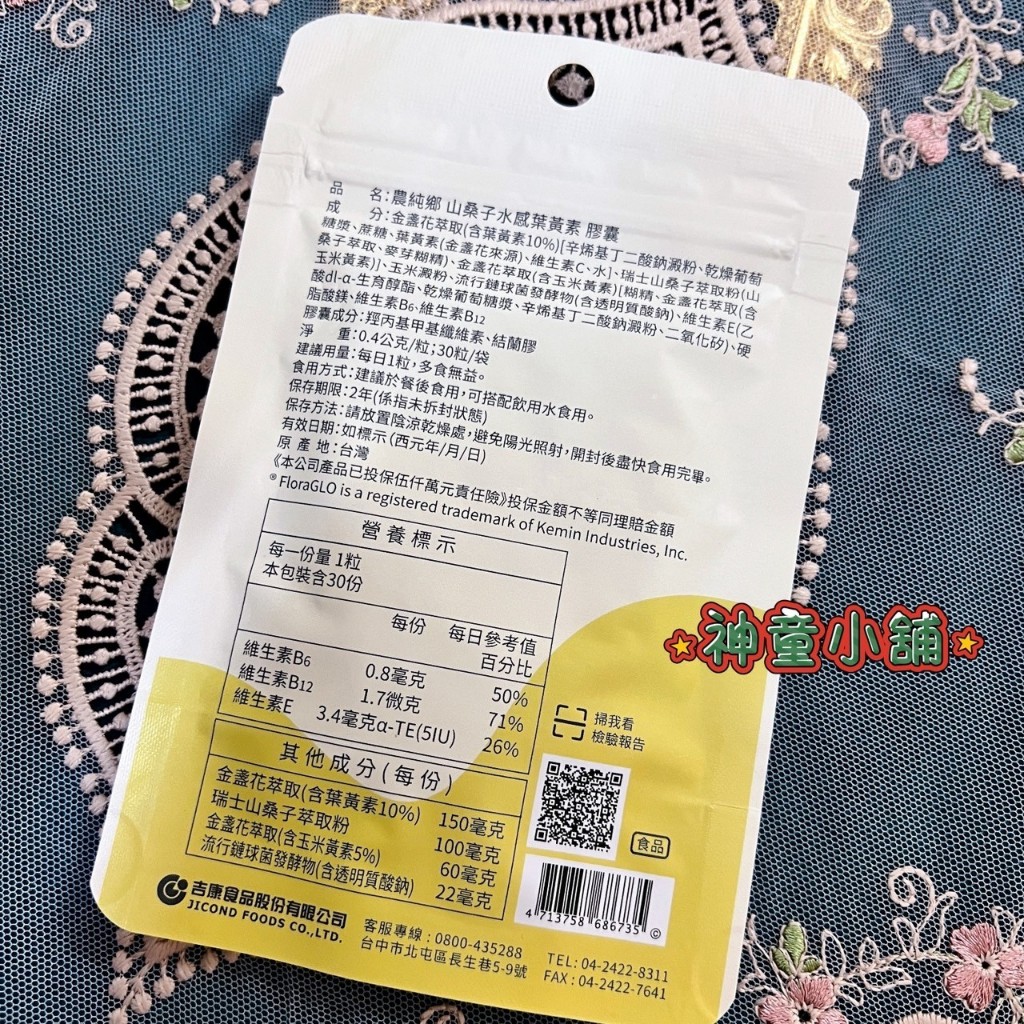 品　　名:農純鄉 山桑子水感葉黃素 膠囊
成　　分:金盞花萃取(含葉黃素10%)[辛烯基丁二酸鈉澱粉、乾燥葡萄
糖漿、蔗糖、葉黃素(金盞花來源)、維生素C、水]、瑞士山桑子萃取粉(山
桑子萃取、麥芽糊精)、金盞花萃取(含玉米黃素)[糊精、金盞花萃取(含
玉米黃素)]、玉米澱粉、流行鏈球菌發酵物(含透明質酸鈉)、維生素E(乙
酸dl-α-生育醇酯、乾燥葡萄糖漿、辛烯基丁二酸鈉澱粉、二氧化矽)、硬
脂酸鎂、維生素B6、維生素B12
膠囊成分:羥丙基甲基纖維素、結蘭膠
淨　　重:0.4公克/粒;30粒/袋
建議用量:每日1粒,多食無益。
食用方式:建議於餐後食用,可搭配飲用水食用。
保存期限:2年(係指未拆封狀態)
保存方法:請放置陰涼乾燥處,避免陽光照射,開封後盡快食用完畢。
有效日期:如標示(西元年/月/日)
原 產 地:台灣
《本公司產品已投保伍仟萬元責任險》投保金額不等同理賠金額
® FloraGLO is a registered trademark of Kemin Industries, Inc.
營養標示
每一份量 1粒
本包裝含30份
每份 每日參考值
百分比
維生素B6 0.8毫克 50%
維生素B12 1.7微克 71%
維生素E 3.4毫克α-TE(5IU) 26%
其他成分(每份)
金盞花萃取(含葉黃素10%) 150毫克
瑞士山桑子萃取粉 100毫克
金盞花萃取(含玉米黃素5%) 60毫克
流行鏈球菌發酵物(含透明質酸鈉) 22毫克
掃我看
檢驗報告
食品
4 713758 686735
吉康食品股份有限公司
JICOND FOODS CO.,LTD.
客服專線 : 0800-435288
台中市北屯區長生巷5-9號
TEL: 04-2422-8311
FAX : 04-2422-7641
神童小舖